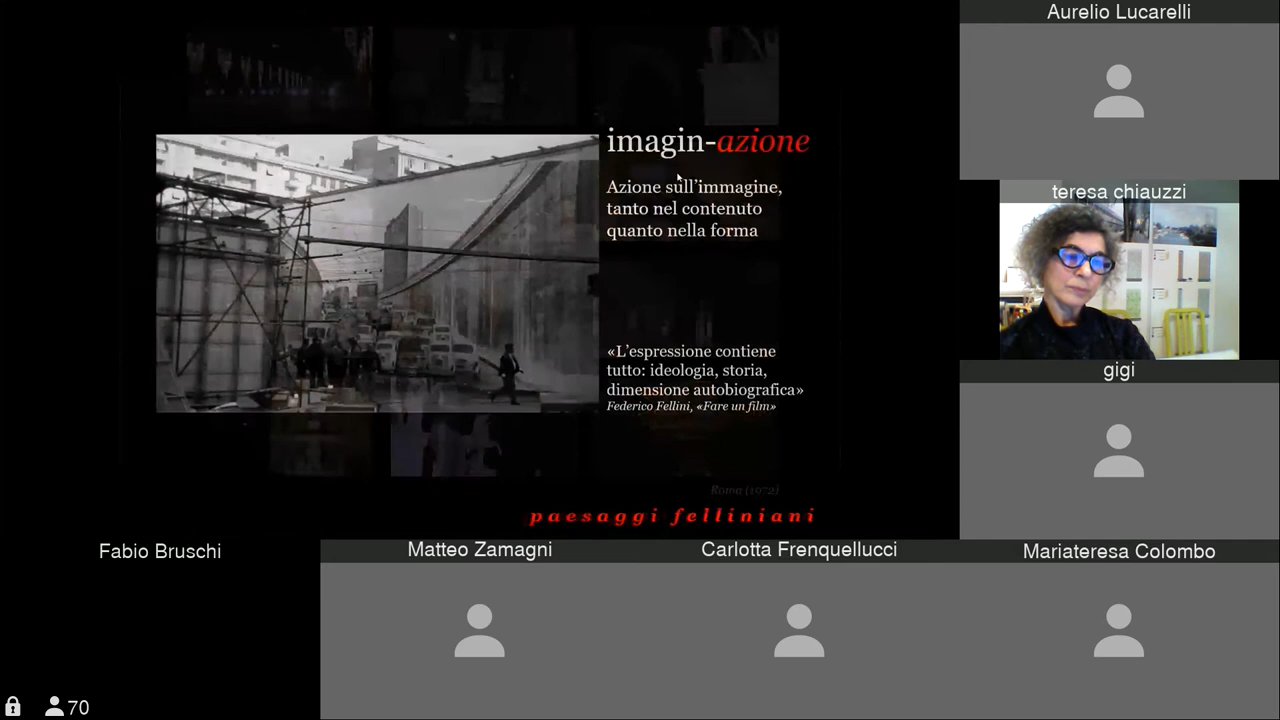 Aurelio Lucarelli
imagin-azione
Azione sull'immagine,
tanto nel contenuto
quanto nella forma
teresa chiauzzi
«L'espressione contiene
tutto: ideologia, storia,
dimensione autobiografica»
Federico Fellini, «Fare un film»
gigi
Roma (1972)
paesaggi felliniani
Fabio Bruschi
Matteo Zamagni
Carlotta Frenquellucci
Mariateresa Colombo
70